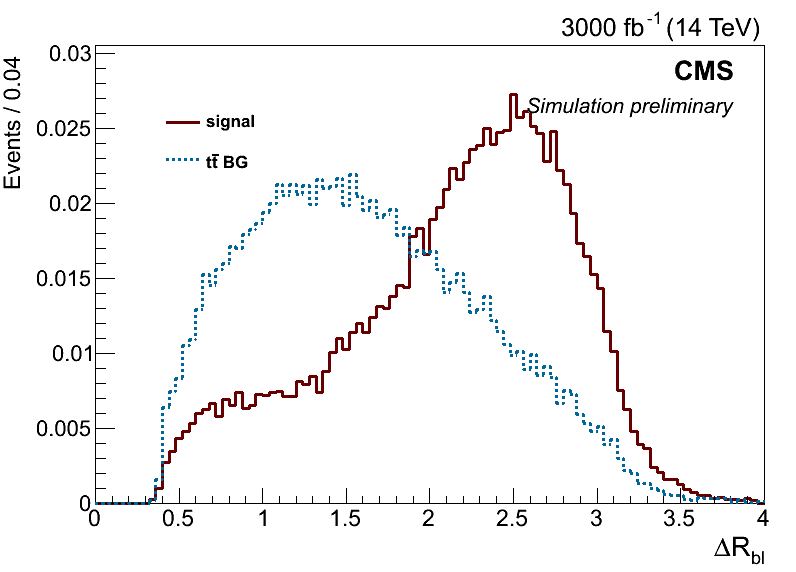 3000 fb⁻¹ (14 TeV)
CMS
Simulation preliminary
Events / 0.04
signal
tt̄ BG
0.03
0.025
0.02
0.015
0.01
0.005
0
0 0.5 1 1.5 2 2.5 3 3.5 4
ΔR_bl